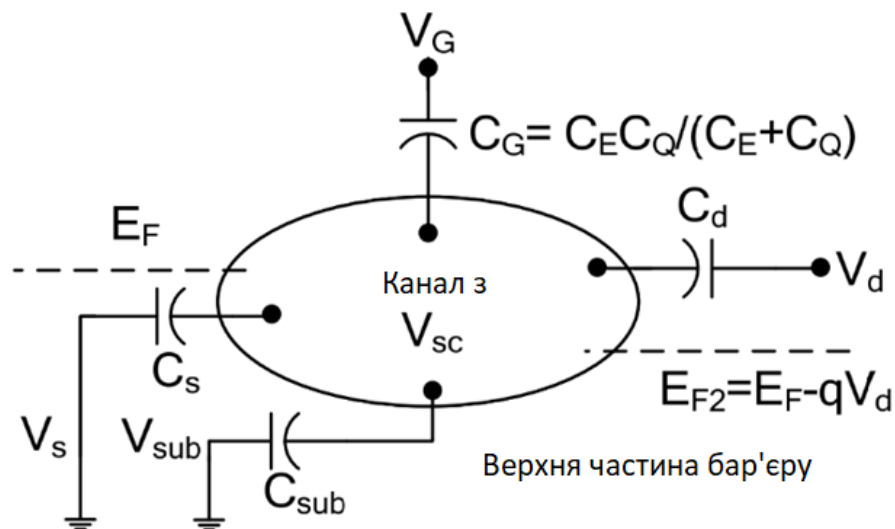 V_G
C_G= C_EC_Q/(C_E+C_Q)
C_d
E_F
Канал з
V_sc
V_d
C_s
E_F2=E_F-qV_d
V_s
V_sub
C_sub
Верхня частина бар'єру